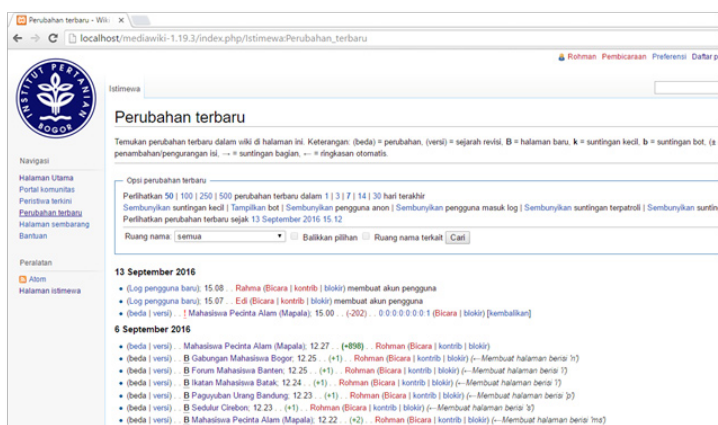 Perubahan terbaru - Wiki
localhost/mediawiki-1.19.3/index.php/Istimewa:Perubahan_terbaru
Rohman Pembicaraan Preferensi Daftar p
INSTITUT PERTANIAN BOGOR
Istimewa
Perubahan terbaru
Temukan perubahan terbaru dalam wiki di halaman ini. Keterangan: (beda) = perubahan, (versi) = sejarah revisi, B = halaman baru, k = suntingan kecil, b = suntingan bot, (±
penambahan/pengurangan isi, → = suntingan bagian, ← = ringkasan otomatis.
Navigasi
Halaman Utama
Portal komunitas
Peristiwa terkini
Perubahan terbaru
Halaman sembarang
Bantuan
Peralatan
Atom
Halaman istimewa
Opsi perubahan terbaru
Perlihatkan 50 | 100 | 250 | 500 perubahan terbaru dalam 1 | 3 | 7 | 14 | 30 hari terakhir
Sembunyikan suntingan kecil | Tampilkan bot | Sembunyikan pengguna anon | Sembunyikan pengguna masuk log | Sembunyikan suntingan terpatroli | Sembunyikan suntin
Perlihatkan perubahan terbaru sejak 13 September 2016 15.12
Ruang nama: semua Balikkan pilihan Ruang nama terkait Cari
13 September 2016
(Log pengguna baru); 15.08 . . Rahma (Bicara | kontrib | blokir) membuat akun pengguna
(Log pengguna baru); 15.07 . . Edi (Bicara | kontrib | blokir) membuat akun pengguna
(beda | versi) . . ! Mahasiswa Pecinta Alam (Mapala); 15.00 . . (-202) . . 0:0:0:0:0:0:0:1 (Bicara | blokir) [kembalikan]
6 September 2016
(beda | versi) . . Mahasiswa Pecinta Alam (Mapala); 12.27 . . (+898) . . Rohman (Bicara | kontrib | blokir)
(beda | versi) . . B Gabungan Mahasiswa Bogor; 12.25 . . (+1) . . Rohman (Bicara | kontrib | blokir) (←Membuat halaman berisi 'n')
(beda | versi) . . B Forum Mahasiswa Banten; 12.25 . . (+1) . . Rohman (Bicara | kontrib | blokir) (←Membuat halaman berisi
(beda | versi) . . B Ikatan Mahasiswa Batak; 12.24 . . (+1) . . Rohman (Bicara | kontrib | blokir) (←Membuat halaman berisi
(beda | versi) . . B Paguyuban Urang Bandung; 12.23 . . (+1) . . Rohman (Bicara | kontrib | blokir) (←Membuat halaman berisi 'p')
(beda | versi) . . B Sedulur Cirebon; 12.23 . . (+1) . . Rohman (Bicara | kontrib | blokir) (←Membuat halaman berisi 's')
(beda | versi) . . B Mahasiswa Pecinta Alam (Mapala); 12.22 . . (+2) . . Rohman (Bicara | kontrib | blokir) (←Membuat halaman berisi 'ms')